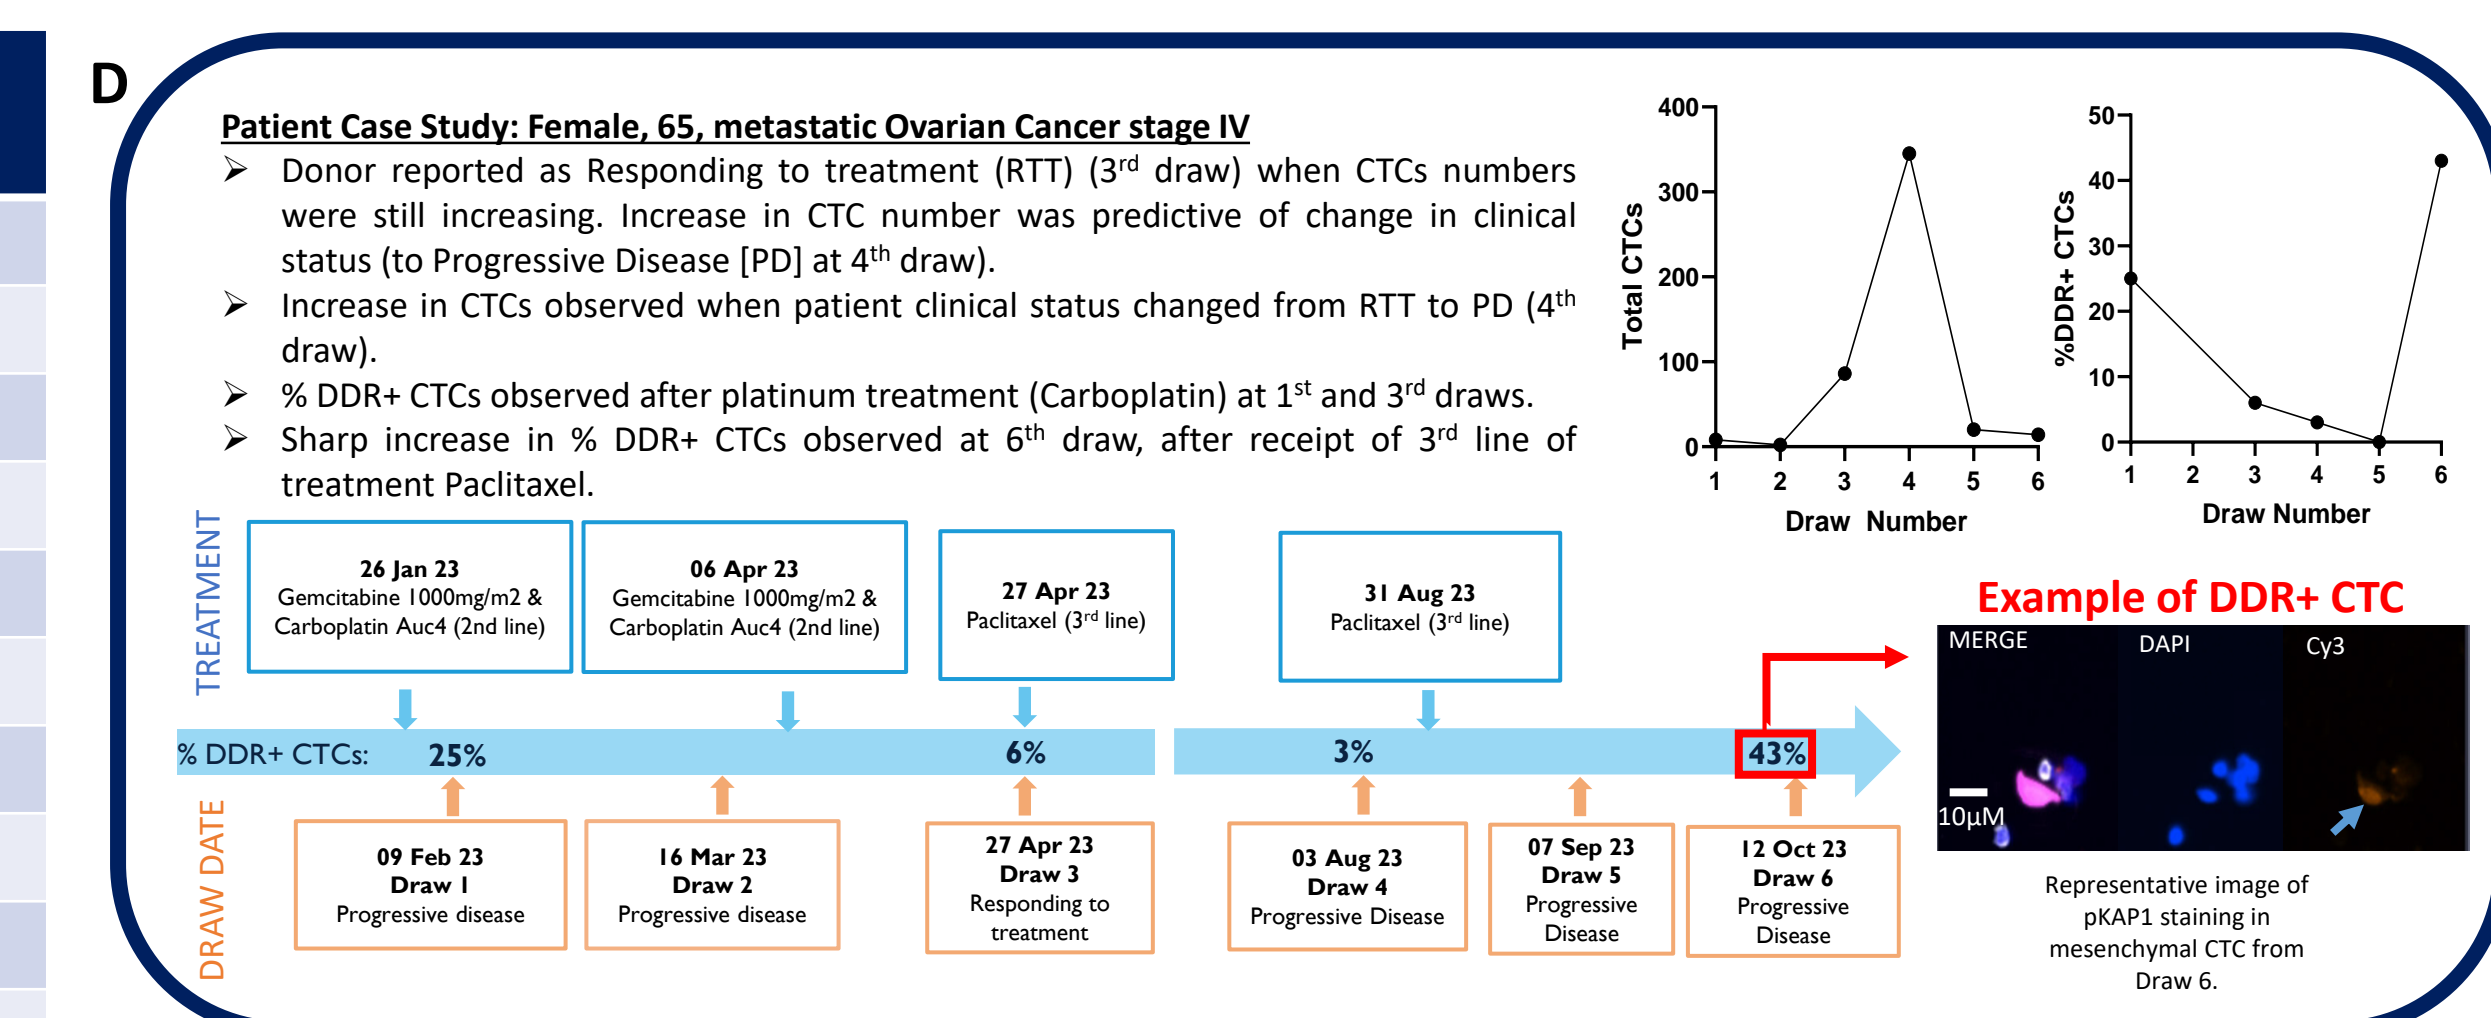 D
Patient Case Study: Female, 65, metastatic Ovarian Cancer stage IV
➢ Donor reported as Responding to treatment (RTT) (3rd draw) when CTCs numbers
were still increasing. Increase in CTC number was predictive of change in clinical
status (to Progressive Disease [PD] at 4th draw).
➢ Increase in CTCs observed when patient clinical status changed from RTT to PD (4th
draw).
➢ % DDR+ CTCs observed after platinum treatment (Carboplatin) at 1st and 3rd draws.
➢ Sharp increase in % DDR+ CTCs observed at 6th draw, after receipt of 3rd line of
treatment Paclitaxel.
Total CTCs
400
300
200
100
0
1 2 3 4 5 6
Draw Number
%DDR+ CTCs
50
40
30
20
10
0
1 2 3 4 5 6
Draw Number
TREATMENT
26 Jan 23
Gemcitabine 1000mg/m2 &
Carboplatin Auc4 (2nd line)
06 Apr 23
Gemcitabine 1000mg/m2 &
Carboplatin Auc4 (2nd line)
27 Apr 23
Paclitaxel (3rd line)
31 Aug 23
Paclitaxel (3rd line)
% DDR+ CTCs: 25% 6% 3% 43%
DRAW DATE
09 Feb 23
Draw 1
Progressive disease
16 Mar 23
Draw 2
Progressive disease
27 Apr 23
Draw 3
Responding to
treatment
03 Aug 23
Draw 4
Progressive Disease
07 Sep 23
Draw 5
Progressive
Disease
12 Oct 23
Draw 6
Progressive
Disease
Example of DDR+ CTC
MERGE DAPI Cy3
10µM
Representative image of
pKAP1 staining in
mesenchymal CTC from
Draw 6.